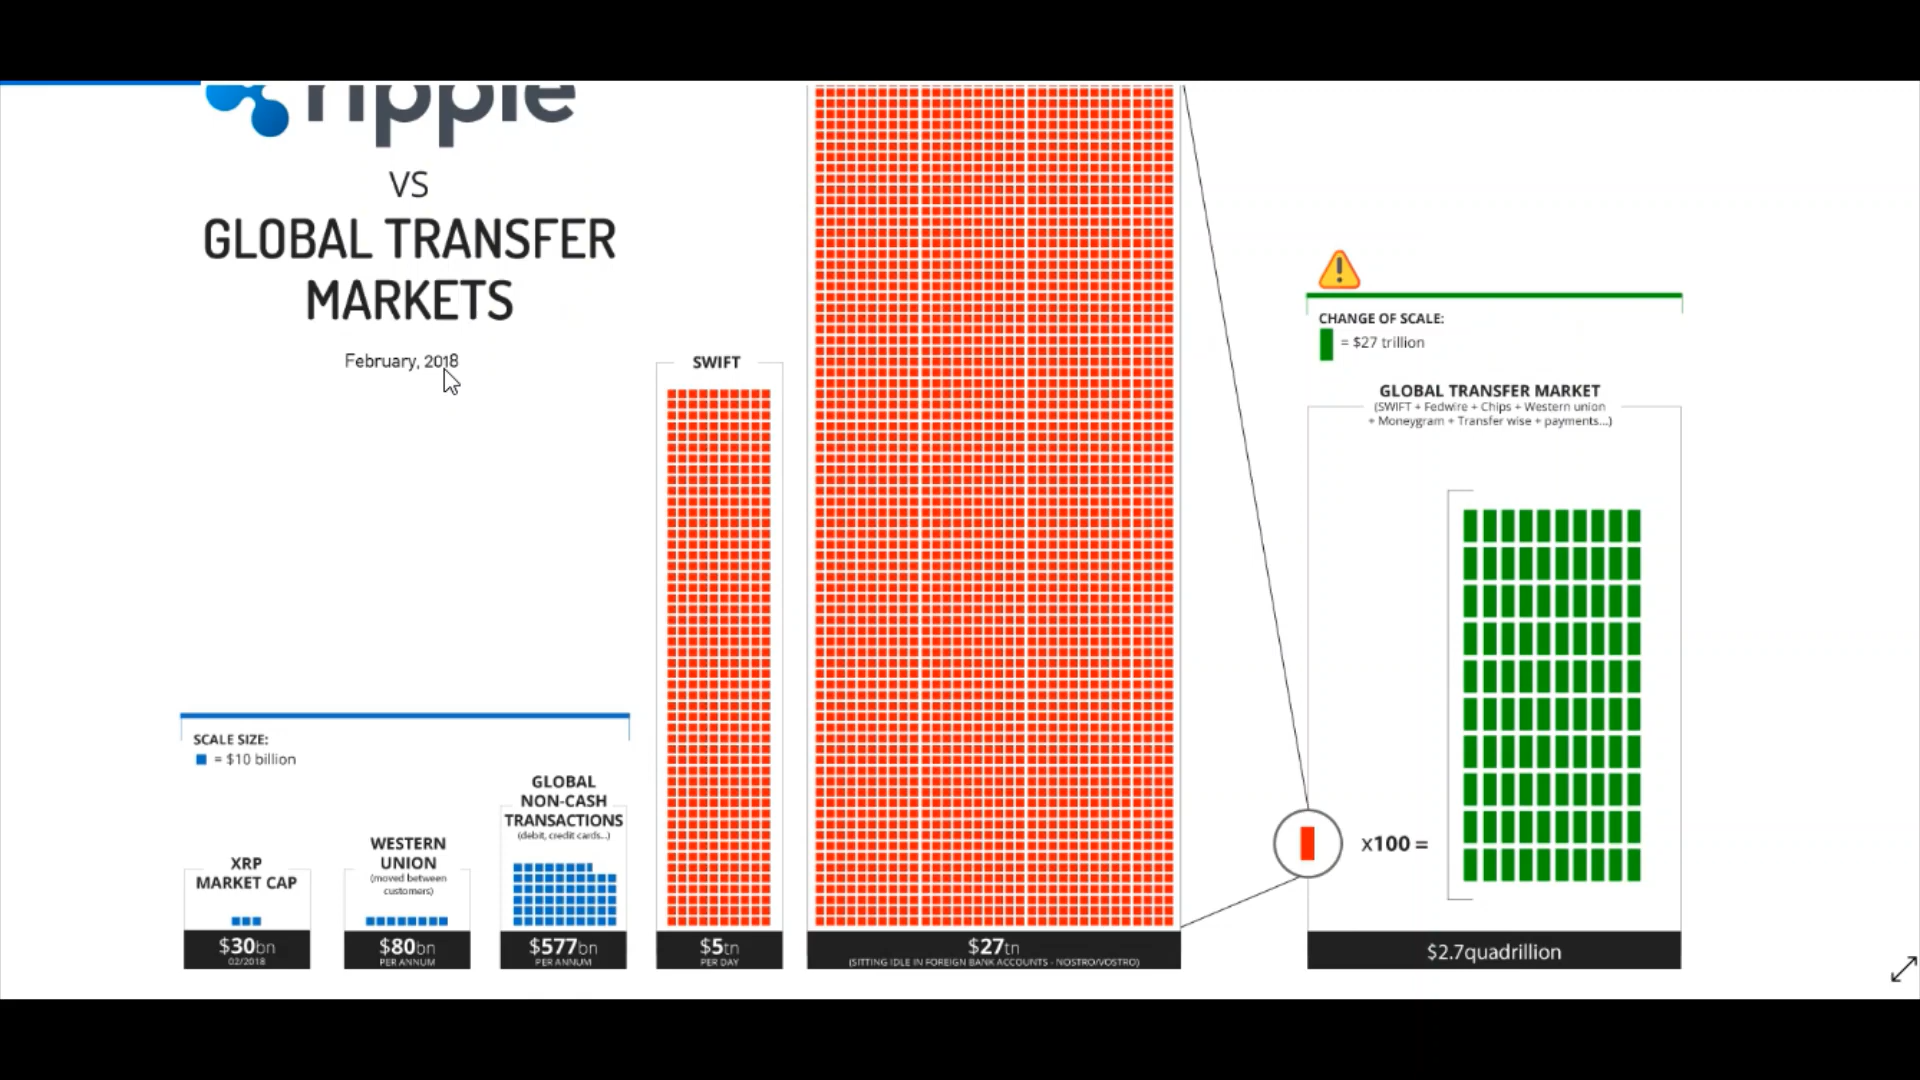 ripple
VS
GLOBAL TRANSFER
MARKETS
February, 2018
SCALE SIZE:
= $10 billion
XRP
MARKET CAP
$30bn
02/2018
WESTERN
UNION
(moved between
customers)
$80bn
PER ANNUM
GLOBAL
NON-CASH
TRANSACTIONS
(debit, credit cards...)
$577bn
PER ANNUM
SWIFT
$5tn
PER DAY
$27tn
(SITTING IDLE IN FOREIGN BANK ACCOUNTS - NOSTRO/VOSTRO)
CHANGE OF SCALE:
= $27 trillion
GLOBAL TRANSFER MARKET
(SWIFT + Fedwire + Chips + Western union
+ Moneygram + Transfer wise + payments...)
x100 =
$2.7quadrillion